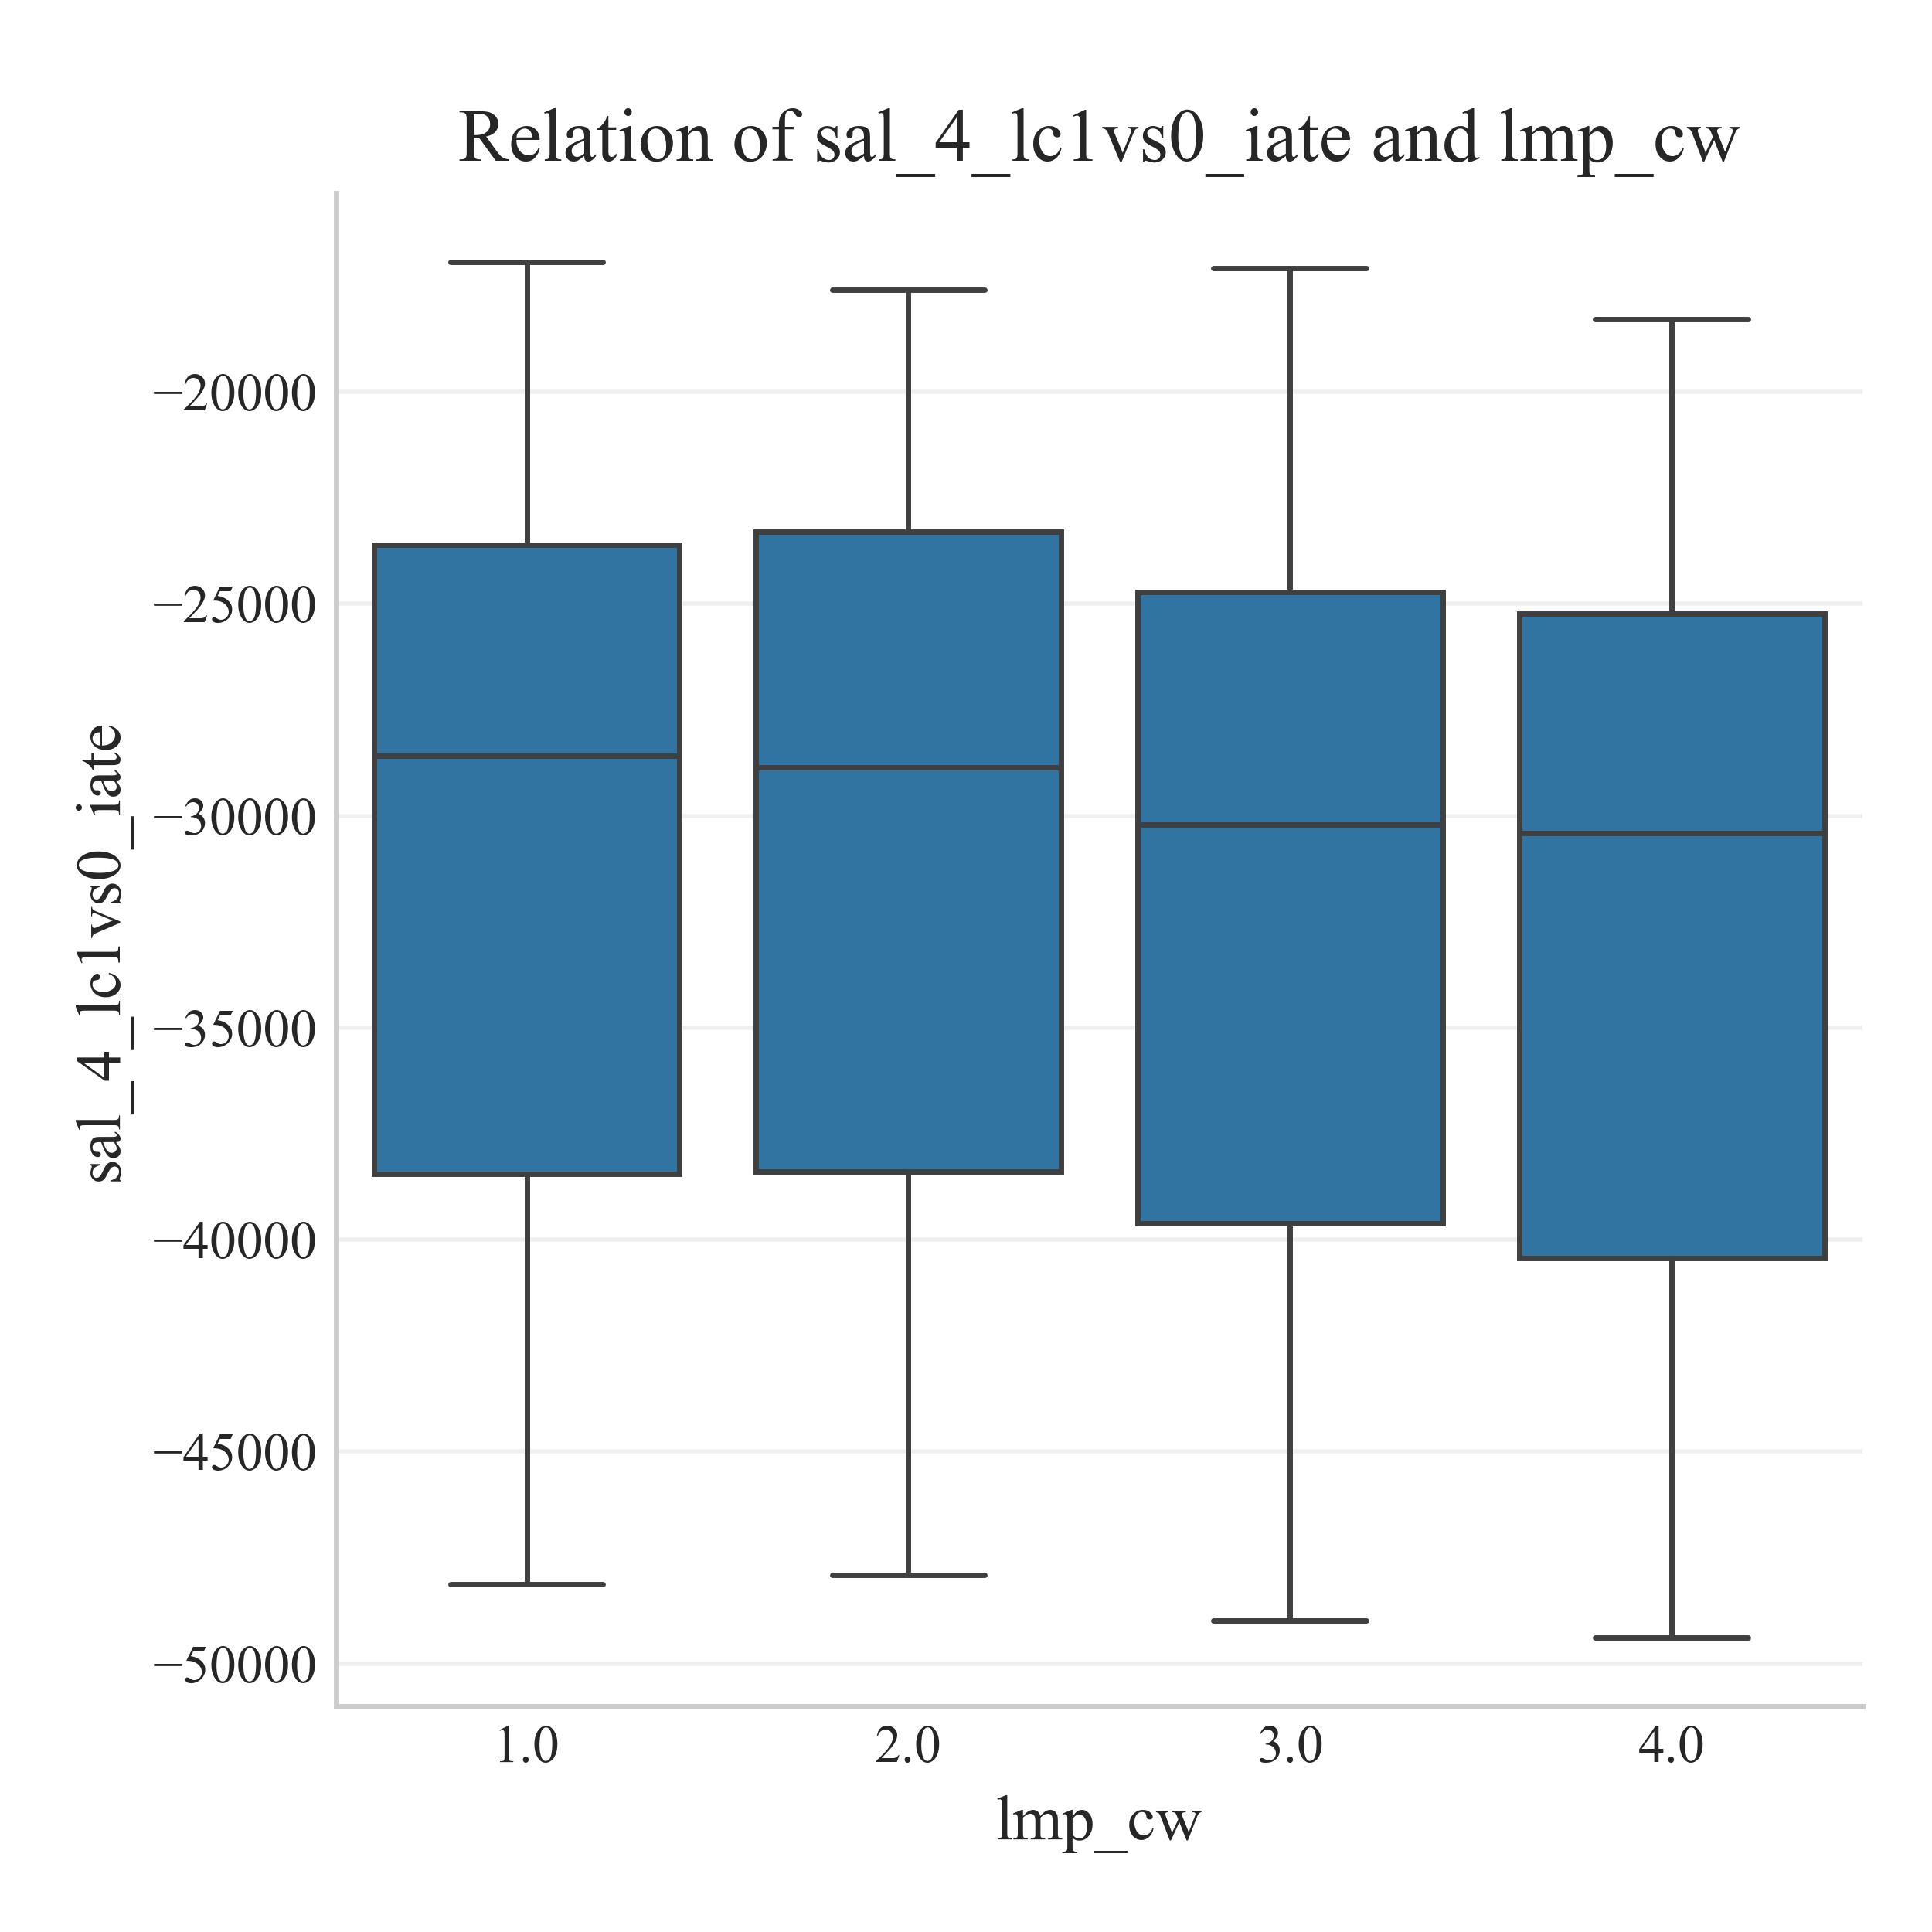 Relation of sal_4_lc1vs0_iate and lmp_cw
sal_4_lc1vs0_iate
−20000
−25000
−30000
−35000
−40000
−45000
−50000
1.0 2.0 3.0 4.0
lmp_cw